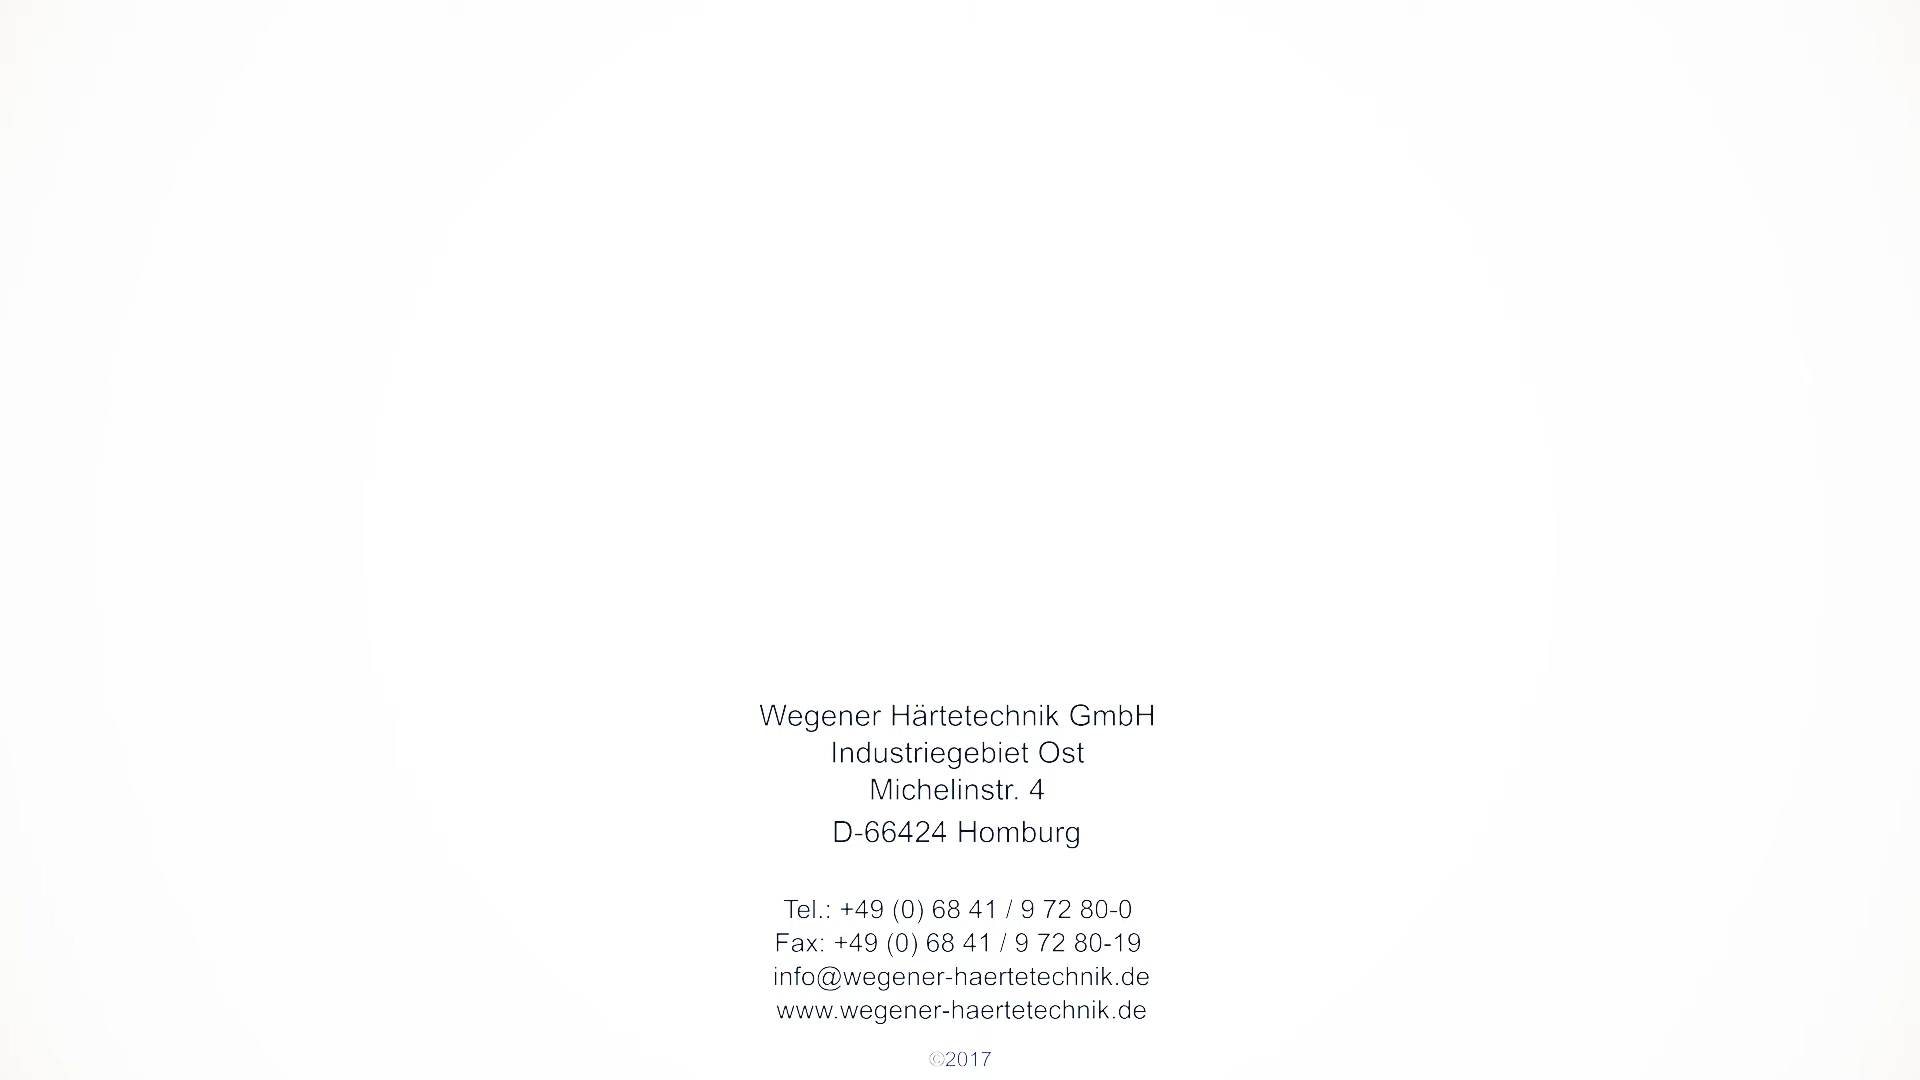 Wegener Härtetechnik GmbH
Industriegebiet Ost
Michelinstr. 4
D-66424 Homburg
Tel.: +49 (0) 68 41 / 9 72 80-0
Fax: +49 (0) 68 41 / 9 72 80-19
info@wegener-haertetechnik.de
www.wegener-haertetechnik.de
©2017